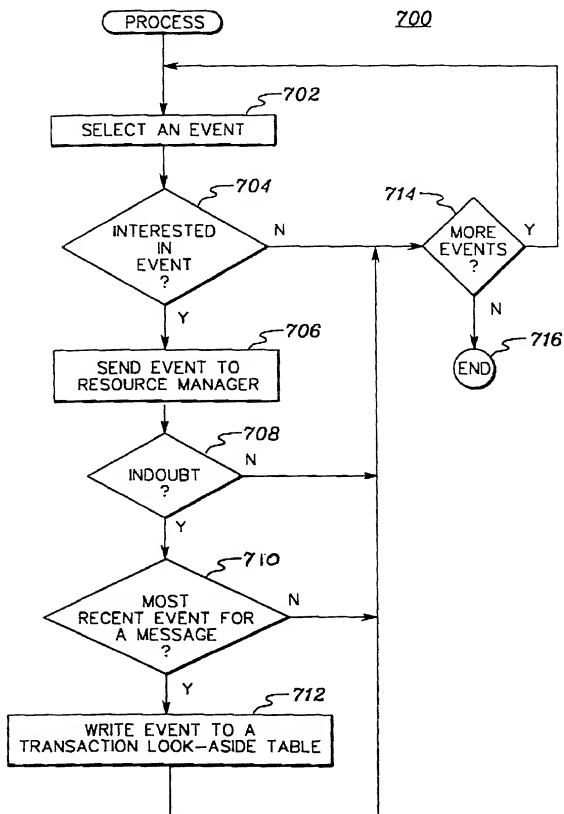 PROCESS
700
702
SELECT AN EVENT
704
INTERESTED
IN
EVENT
?
N
Y
714
MORE
EVENTS
?
Y
N
716
END
706
SEND EVENT TO
RESOURCE MANAGER
708
INDOUBT
?
N
Y
710
MOST
RECENT EVENT FOR
A MESSAGE
?
N
Y
712
WRITE EVENT TO A
TRANSACTION LOOK-ASIDE TABLE